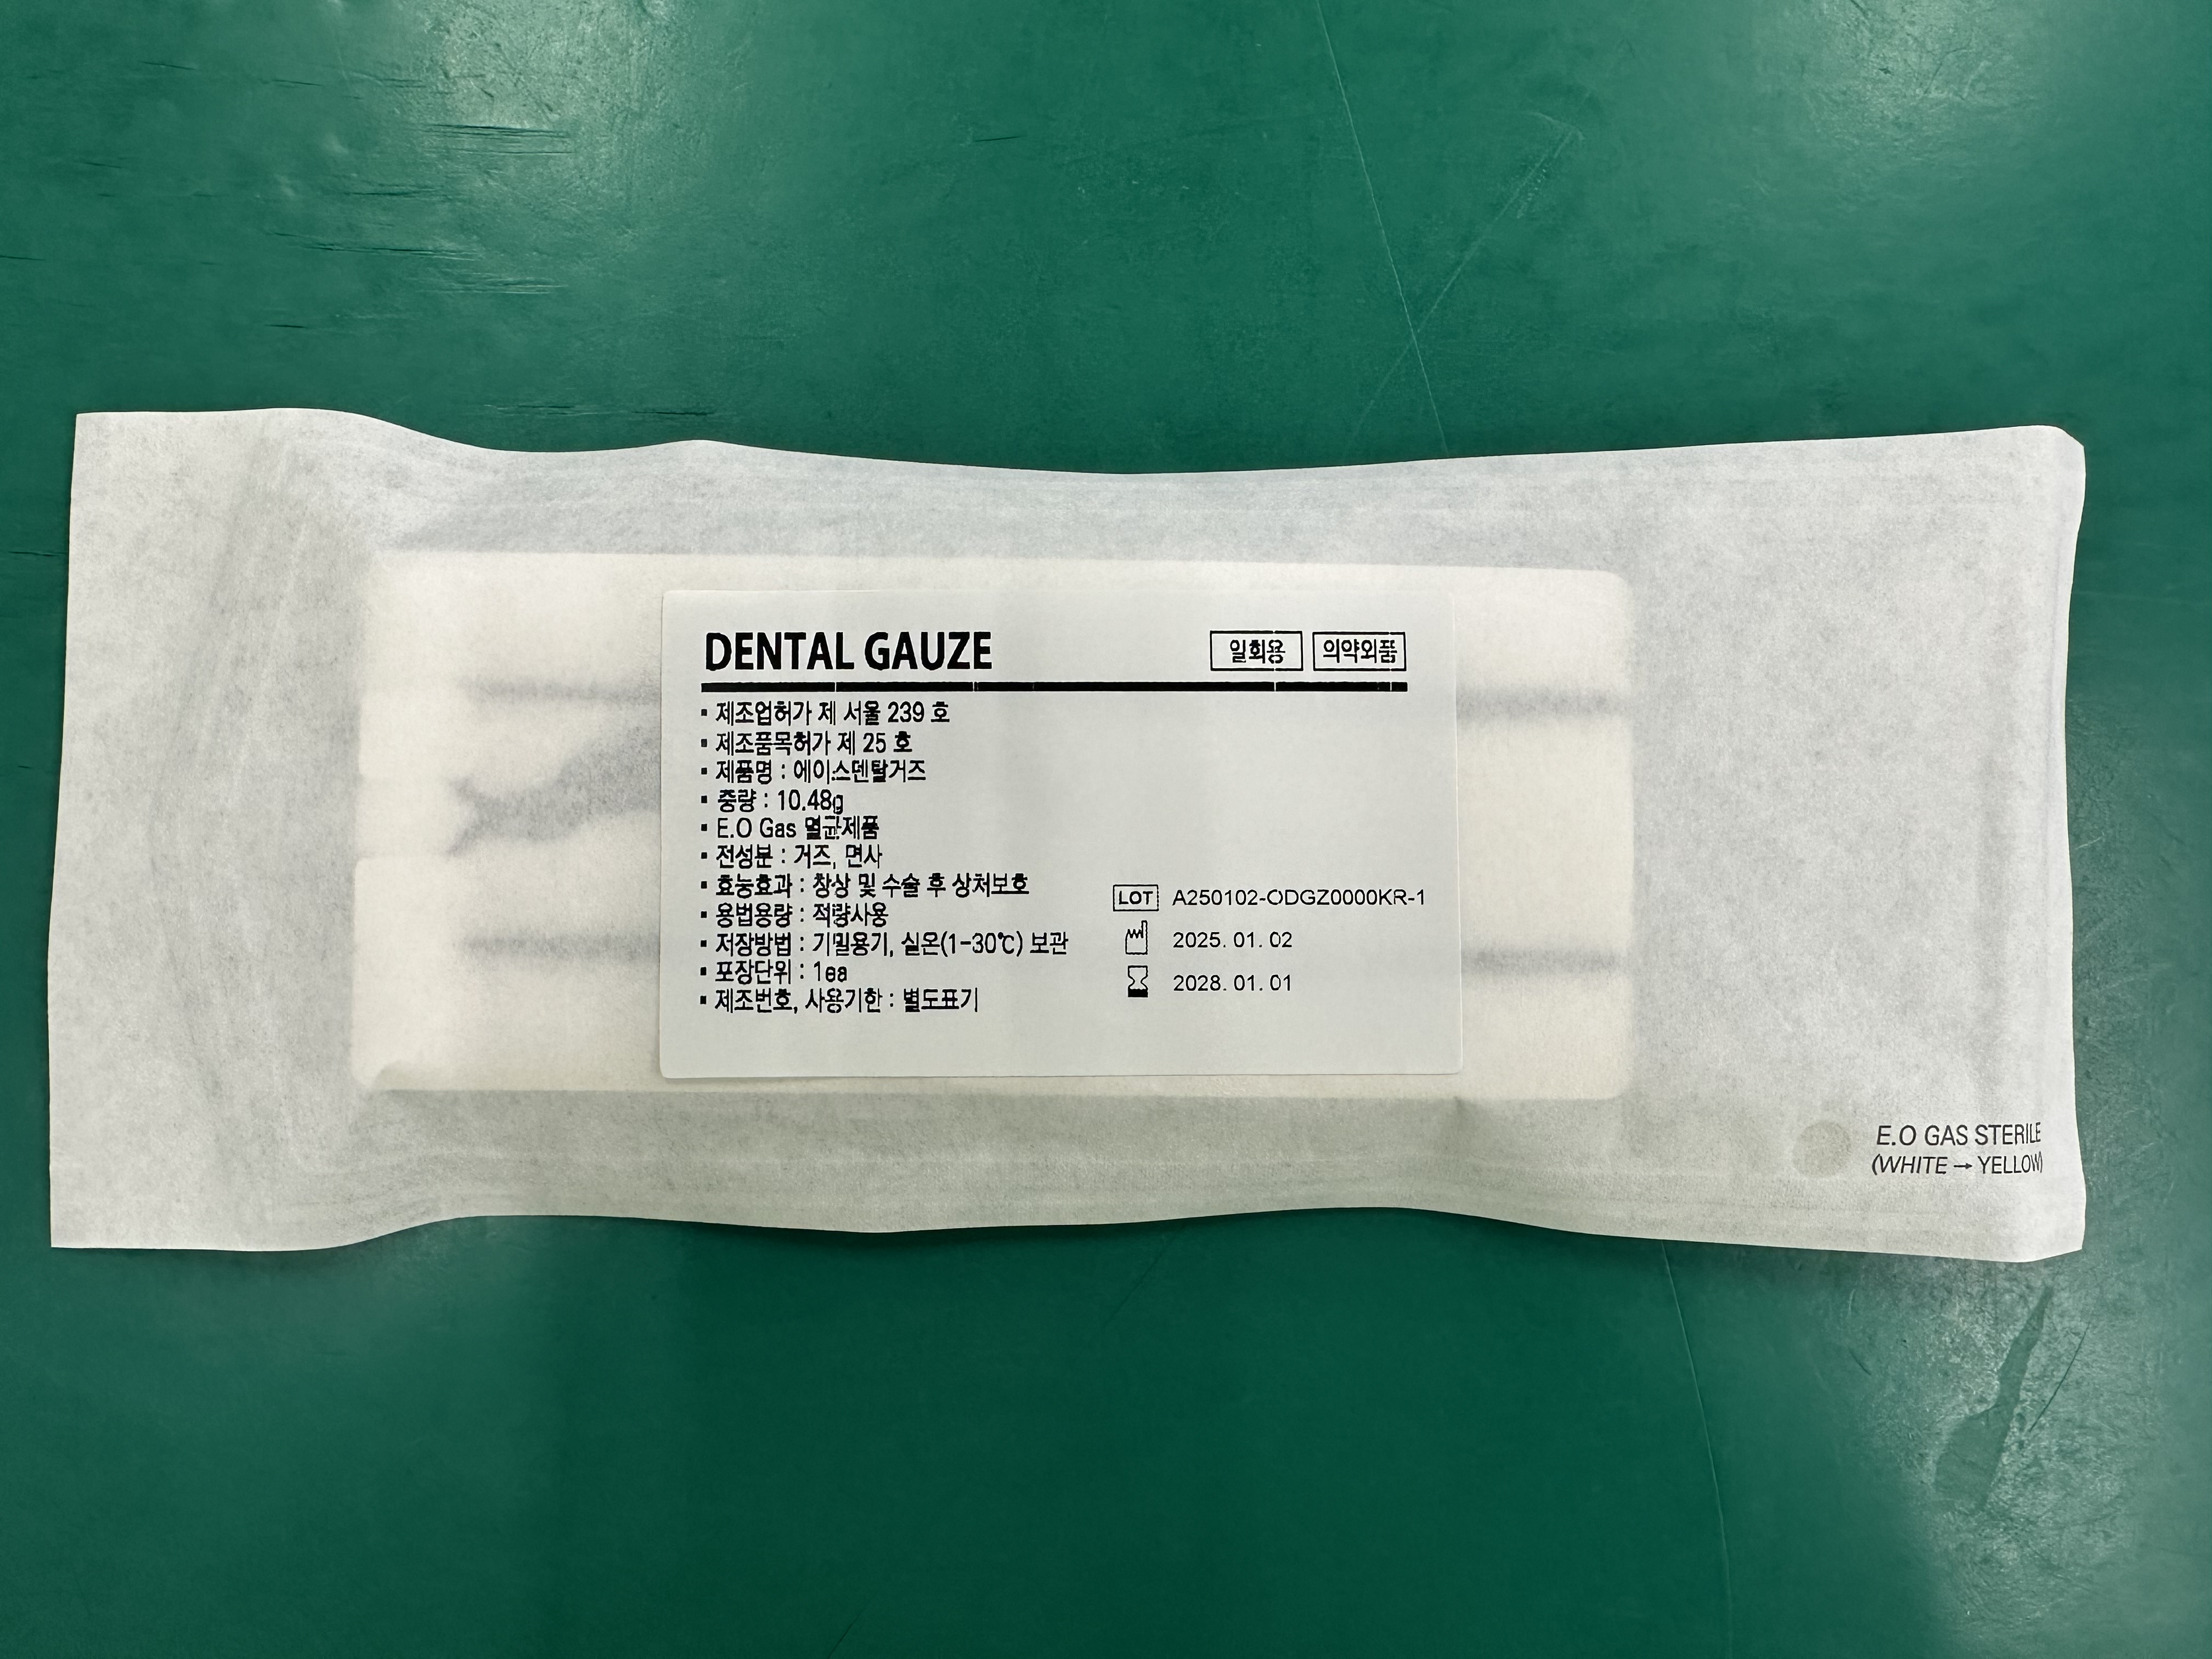 DENTAL GAUZE 일회용 의약외품
▪ 제조업허가 제 서울 239 호
▪ 제조품목허가 제 25 호
▪ 제품명 : 에이스덴탈거즈
▪ 중량 : 10.48g
▪ E.O Gas 멸균제품
▪ 전성분 : 거즈, 면사
▪ 효능효과 : 창상 및 수술 후 상처보호
▪ 용법용량 : 적량사용
▪ 저장방법 : 기밀용기, 실온(1-30℃) 보관
▪ 포장단위 : 1ea
▪ 제조번호, 사용기한 : 별도표기
LOT A250102-ODGZ0000KR-1
2025. 01. 02
2028. 01. 01
E.O GAS STERILE
(WHITE → YELLOW)